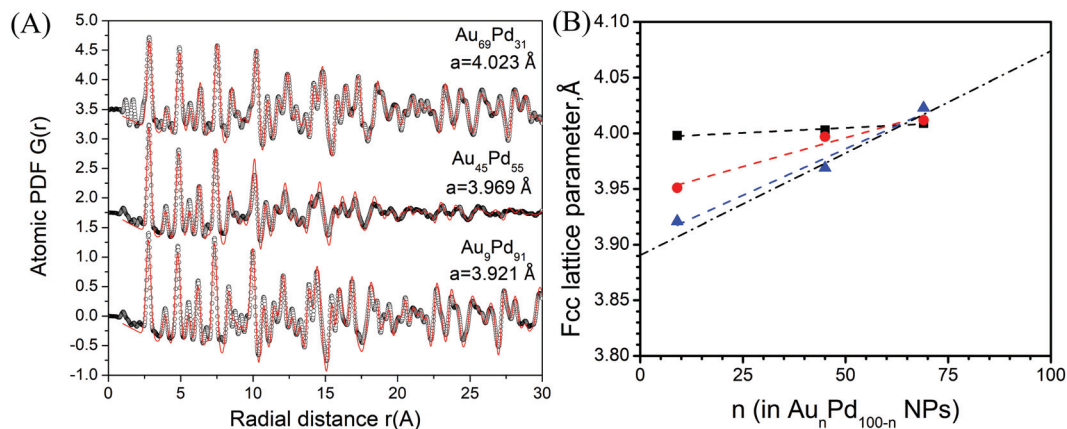 (A)
Atomic PDF G(r)
5.0
4.5
4.0
3.5
3.0
2.5
2.0
1.5
1.0
0.5
0.0
-0.5
-1.0
Au69Pd31
a=4.023 Å
Au45Pd55
a=3.969 Å
Au9Pd91
a=3.921 Å
0 5 10 15 20 25 30
Radial distance r(A)
(B)
Fcc lattice parameter,Å
4.10
4.05
4.00
3.95
3.90
3.85
3.80
0 25 50 75 100
n (in AunPd100-n NPs)